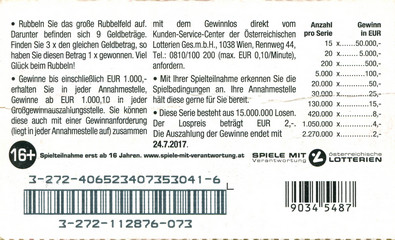 • Rubbeln Sie das große Rubbelfeld auf.
Darunter befinden sich 9 Geldbeträge.
Finden Sie 3 x den gleichen Geldbetrag, so
haben Sie diesen Betrag 1 x gewonnen. Viel
Glück beim Rubbeln!
• Gewinne bis einschließlich EUR 1.000,-
erhalten Sie in jeder Annahmestelle,
Gewinne ab EUR 1.000,10 in jeder
Großgewinnauszahlungsstelle. Sie können
diese auch mit einer Gewinnanforderung
(liegt in jeder Annahmestelle auf) zusammen
mit dem Gewinnlos direkt vom
Kunden-Service-Center der Österreichischen
Lotterien Ges.m.b.H., 1038 Wien, Rennweg 44,
Tel.: 0810/100 200 (max. EUR 0,10/Minute),
anfordern.
• Mit Ihrer Spielteilnahme erkennen Sie die
Spielbedingungen an. Ihre Annahmestelle
hält diese gerne für Sie bereit.
• Diese Serie besteht aus 15.000.000 Losen.
Der Lospreis beträgt EUR 2,-.
Die Auszahlung der Gewinne endet mit
24.7.2017.
Anzahl Gewinn
pro Serie in EUR
15 x.......50.000,-
20 x.........5.000,-
200 x............500,-
5.000 x............100,-
20.000 x..............50,-
30.000 x..............20,-
130.000 x..............15,-
420.000 x................8,-
1.050.000 x................4,-
2.270.000 x................2,-
16+
Spielteilnahme erst ab 16 Jahren. www.spiele-mit-verantwortung.at
SPIELE MIT
Verantwortung
österreichische
LOTTERIEN
3-272-406523407353041-6
3-272-112876-073
9034 5487